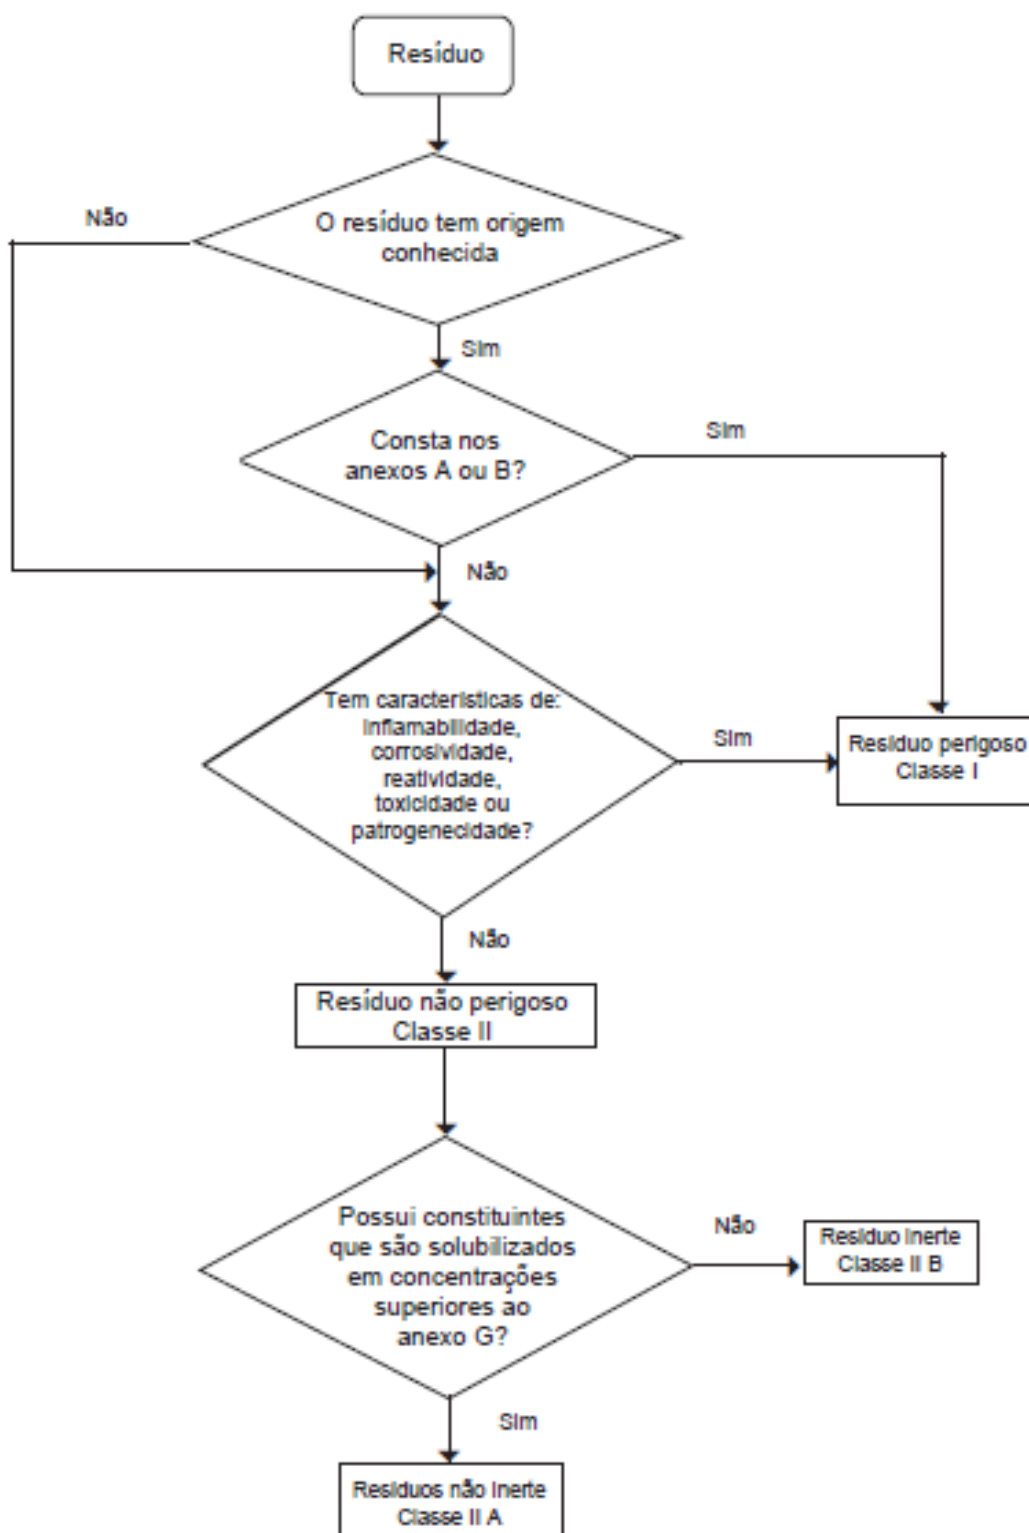 Resíduo
Não
O resíduo tem origem
conhecida
Sim
Consta nos
anexos A ou B?
Sim
Não
Tem características de:
inflamabilidade,
corrosividade,
reatividade,
toxicidade ou
patrogenecidade?
Sim
Resíduo perigoso
Classe I
Não
Resíduo não perigoso
Classe II
Possui constituintes
que são solubilizados
em concentrações
superiores ao
anexo G?
Não
Resíduo inerte
Classe II B
Sim
Resíduos não inerte
Classe II A